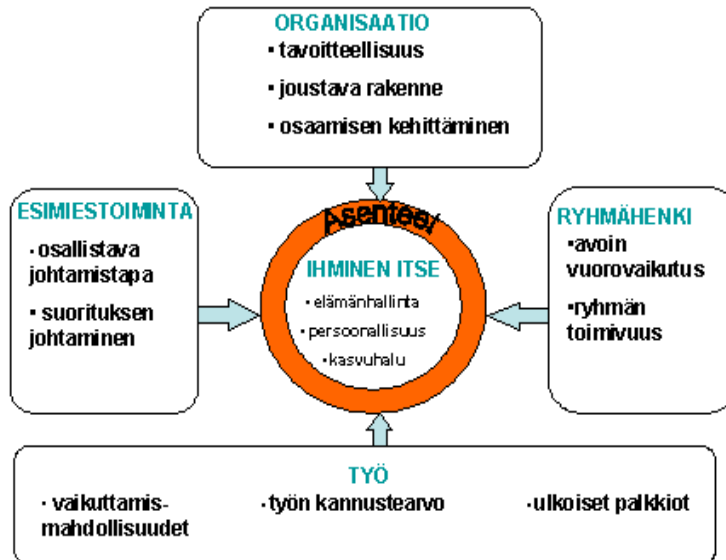 ORGANISAATIO
▪ tavoitteellisuus
▪ joustava rakenne
▪ osaamisen kehittäminen
ESIMIESTOIMINTA
▪osallistava
johtamistapa
▪ suorituksen
johtaminen
Asenteet
IHMINEN ITSE
▪elämänhallinta
▪persoonallisuus
▪kasvuhalu
RYHMÄHENKI
▪avoin
vuorovaikutus
▪ryhmän
toimivuus
TYÖ
▪ vaikuttamis-
mahdollisuudet
▪työn kannustearvo
▪ulkoiset palkkiot